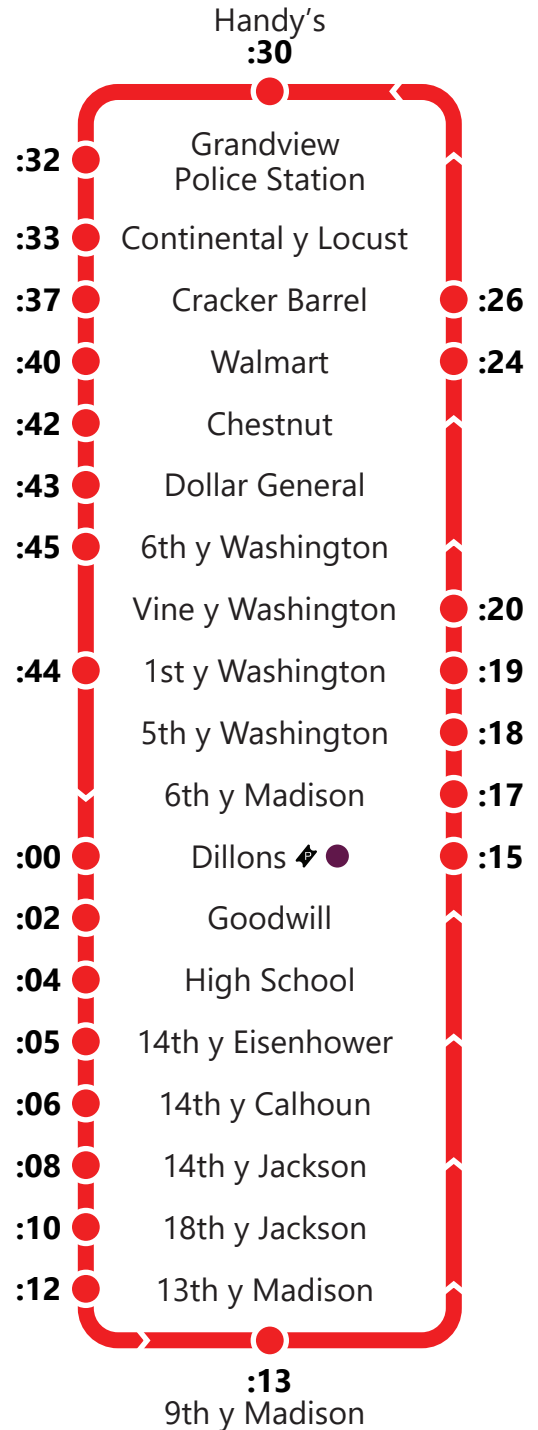 Handy's
:30
:32 Grandview
Police Station
:33 Continental y Locust
:37 Cracker Barrel :26
:40 Walmart :24
:42 Chestnut
:43 Dollar General
:45 6th y Washington
Vine y Washington :20
:44 1st y Washington :19
5th y Washington :18
6th y Madison :17
:00 Dillons P :15
:02 Goodwill
:04 High School
:05 14th y Eisenhower
:06 14th y Calhoun
:08 14th y Jackson
:10 18th y Jackson
:12 13th y Madison
:13
9th y Madison